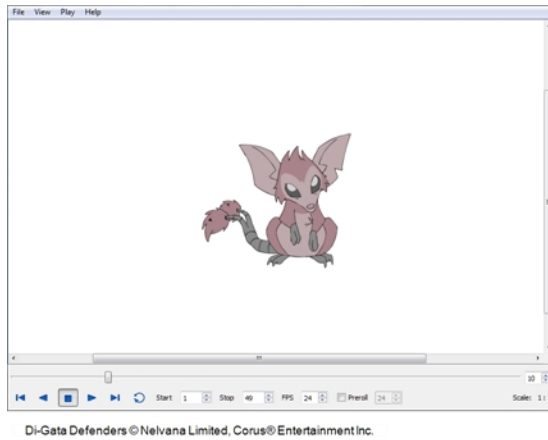 File View Play Help
10
Start 1 Stop 49 FPS 24 Preroll 24 Scale: 1:
Di-Gata Defenders © Nelvana Limited, Corus® Entertainment Inc.